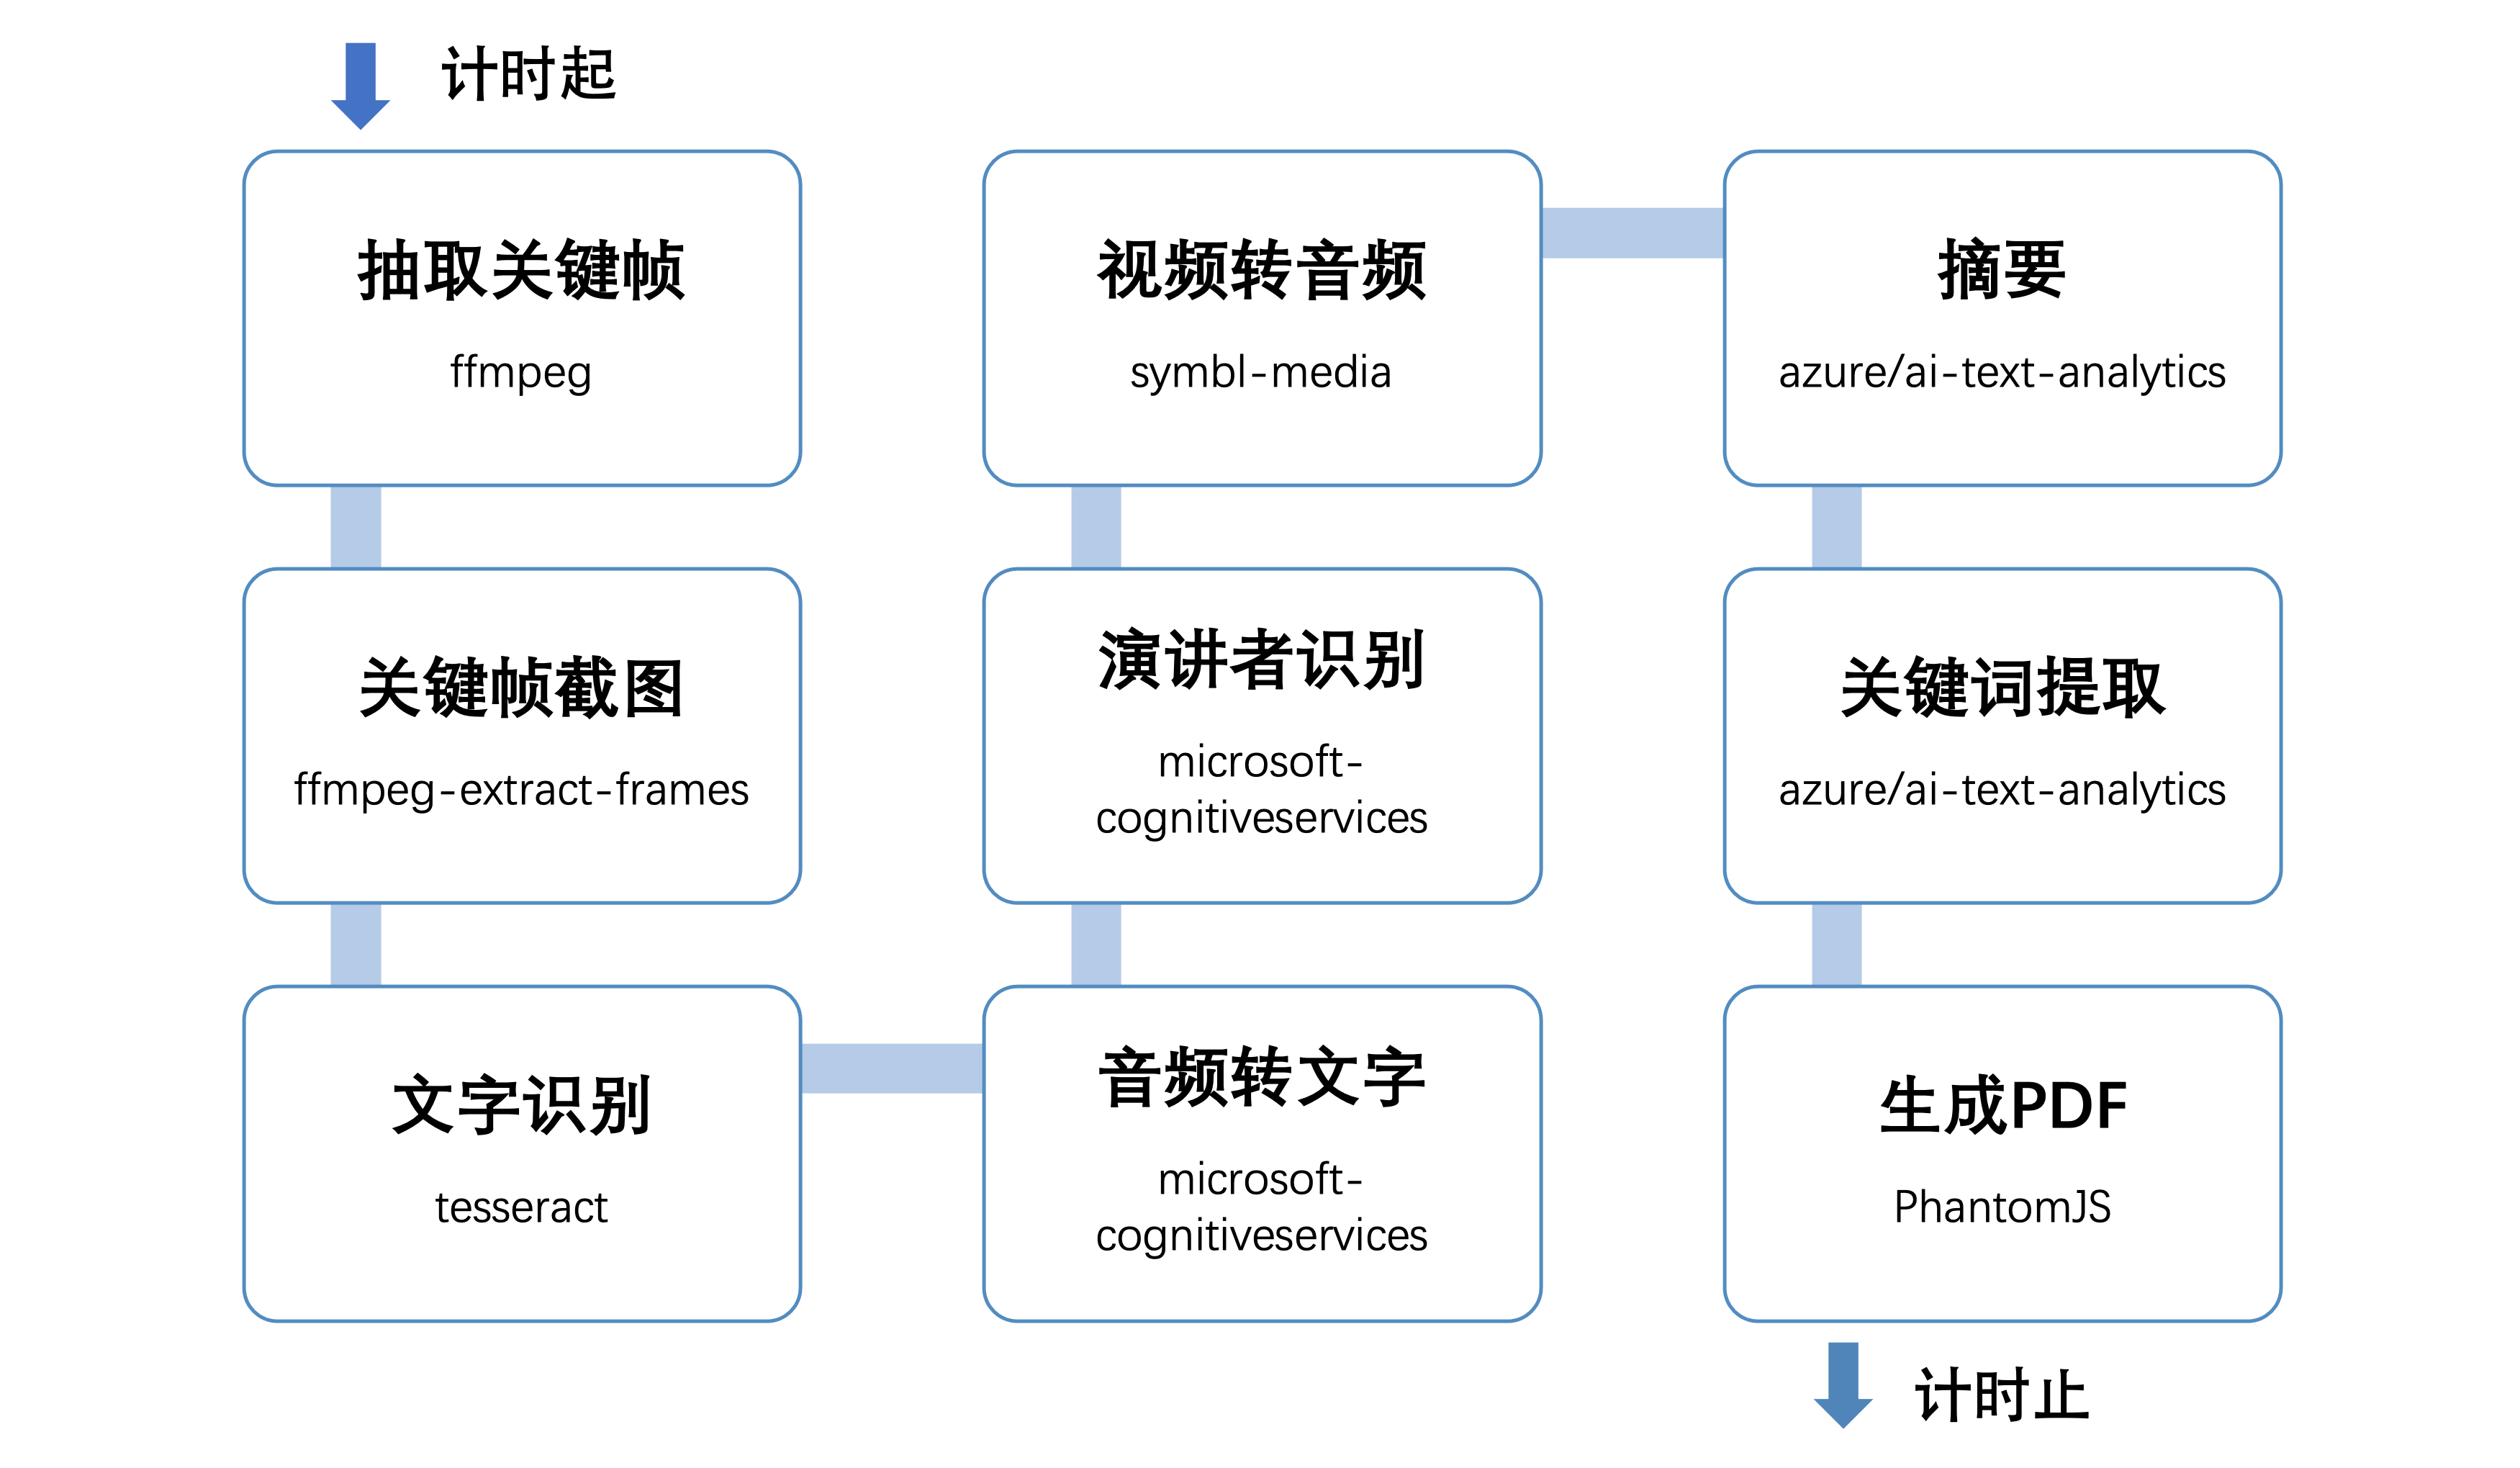 计时起
抽取关键帧
ffmpeg
关键帧截图
ffmpeg-extract-frames
文字识别
tesseract
视频转音频
symbl-media
演讲者识别
microsoft-
cognitiveservices
音频转文字
microsoft-
cognitiveservices
摘要
azure/ai-text-analytics
关键词提取
azure/ai-text-analytics
生成PDF
PhantomJS
计时止